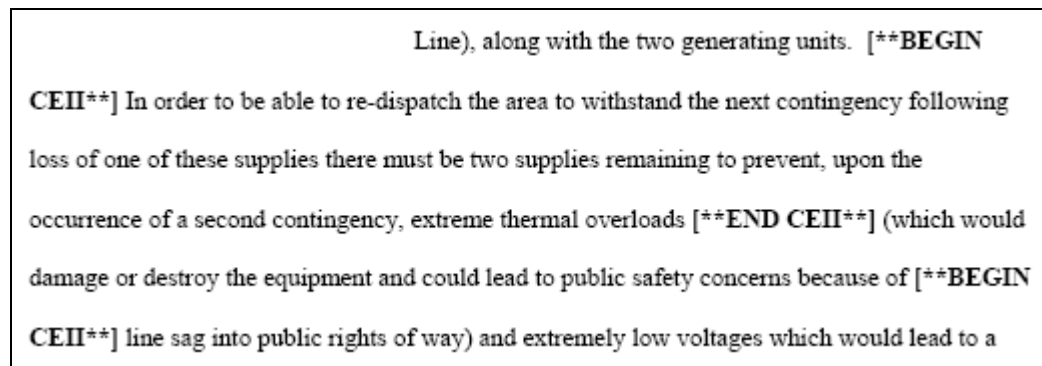 Line), along with the two generating units. [**BEGIN
CEII**] In order to be able to re-dispatch the area to withstand the next contingency following
loss of one of these supplies there must be two supplies remaining to prevent, upon the
occurrence of a second contingency, extreme thermal overloads [**END CEII**] (which would
damage or destroy the equipment and could lead to public safety concerns because of [**BEGIN
CEII**] line sag into public rights of way) and extremely low voltages which would lead to a